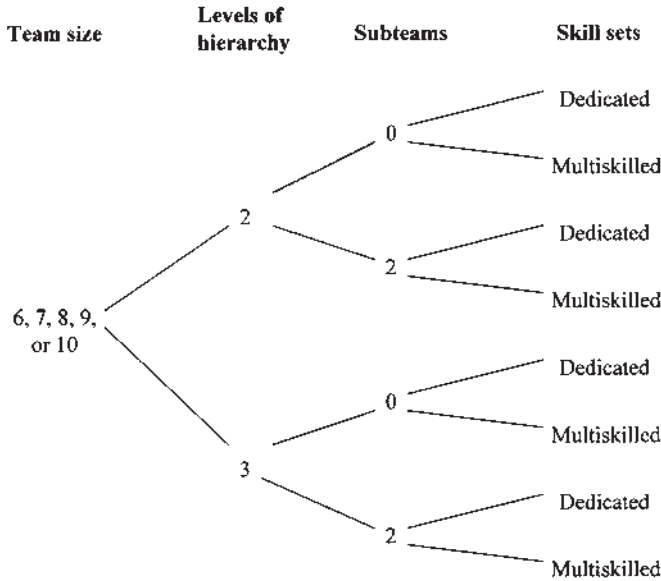 Team size
Levels of
hierarchy
Subteams
Skill sets
Dedicated
0
Multiskilled
2
Dedicated
2
Multiskilled
6, 7, 8, 9,
or 10
Dedicated
0
Multiskilled
3
Dedicated
2
Multiskilled